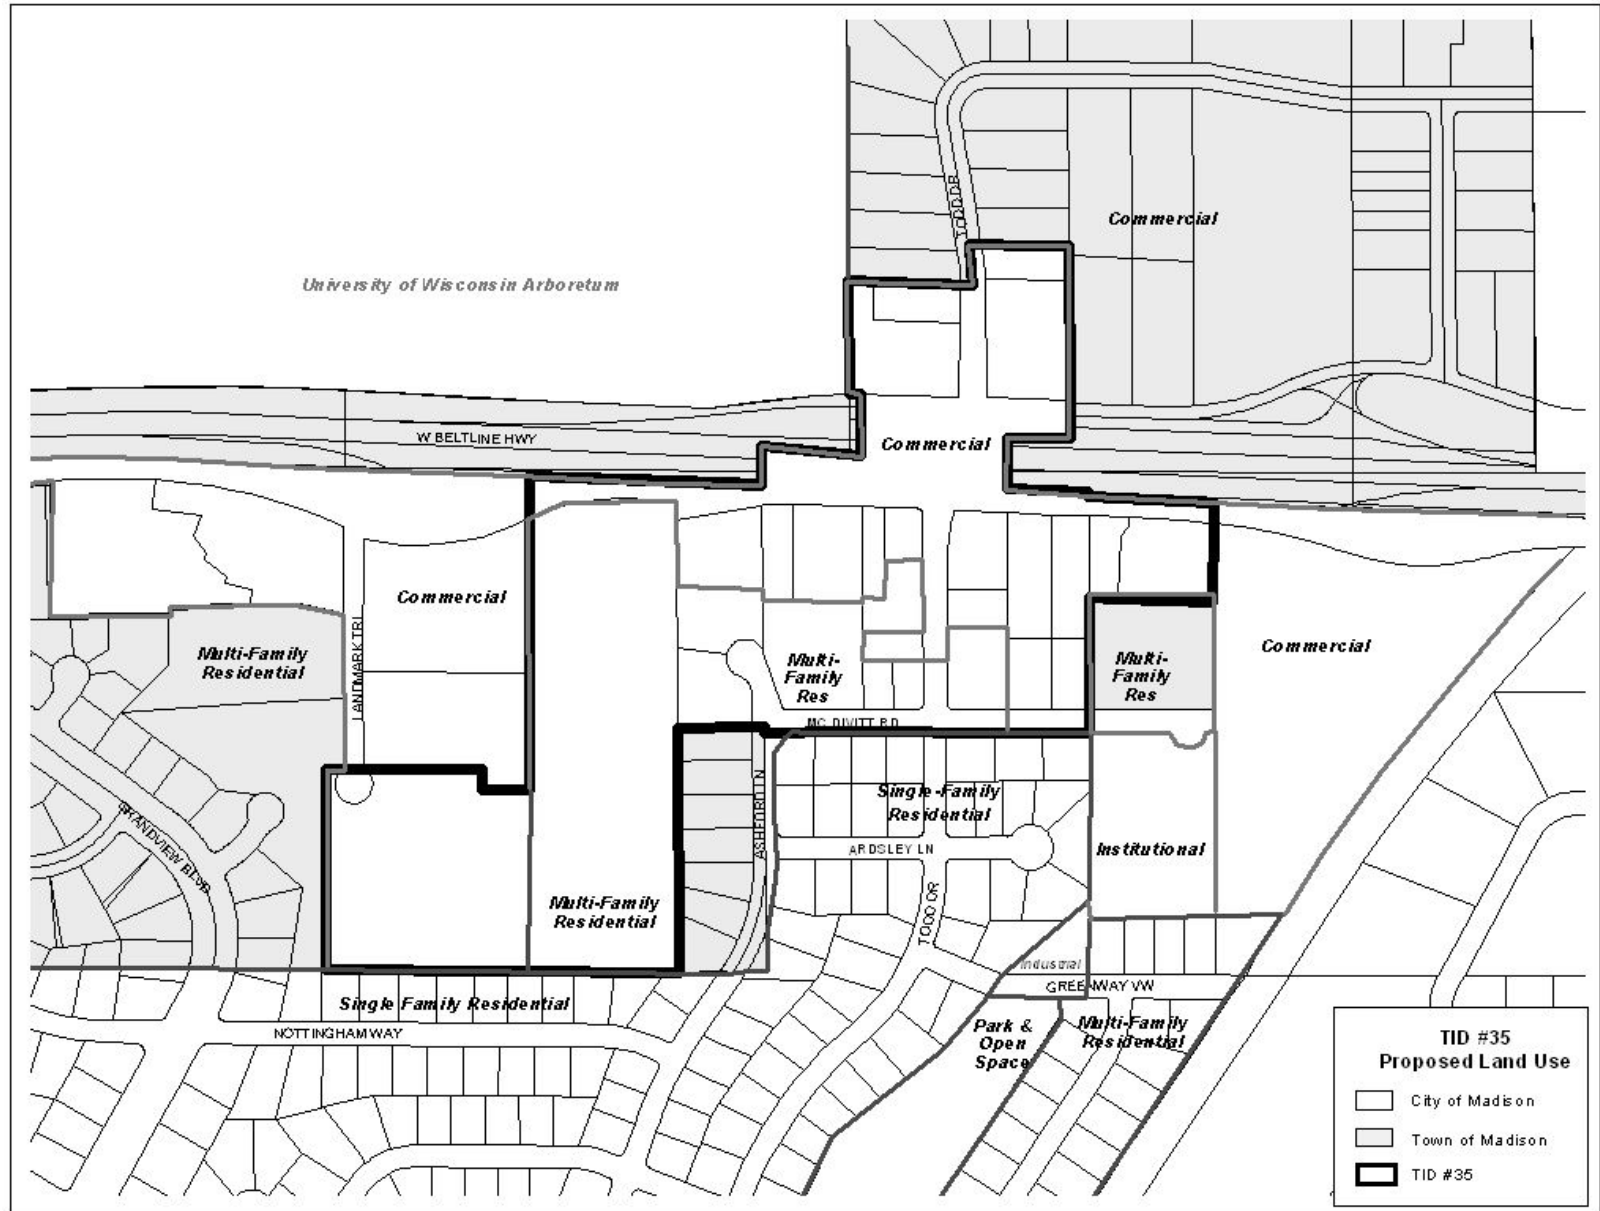 TODD DR
Commercial
University of Wisconsin Arboretum
W BELTLINE HWY
Commercial
Commercial
LANDMARK TRL
Multi-Family
Residential
Multi-
Family
Res
Multi-
Family
Res
Commercial
MC DIVITT RD
GRANDVIEW BLVD
ASHFORD LN
Single-Family
Residential
ARDSLEY LN
Institutional
Multi-Family
Residential
TODD DR
Industrial
GREENWAY VW
Single Family Residential
NOTTINGHAM WAY
Park &
Open
Space
Multi-Family
Residential
TID #35
Proposed Land Use
City of Madison
Town of Madison
TID #35